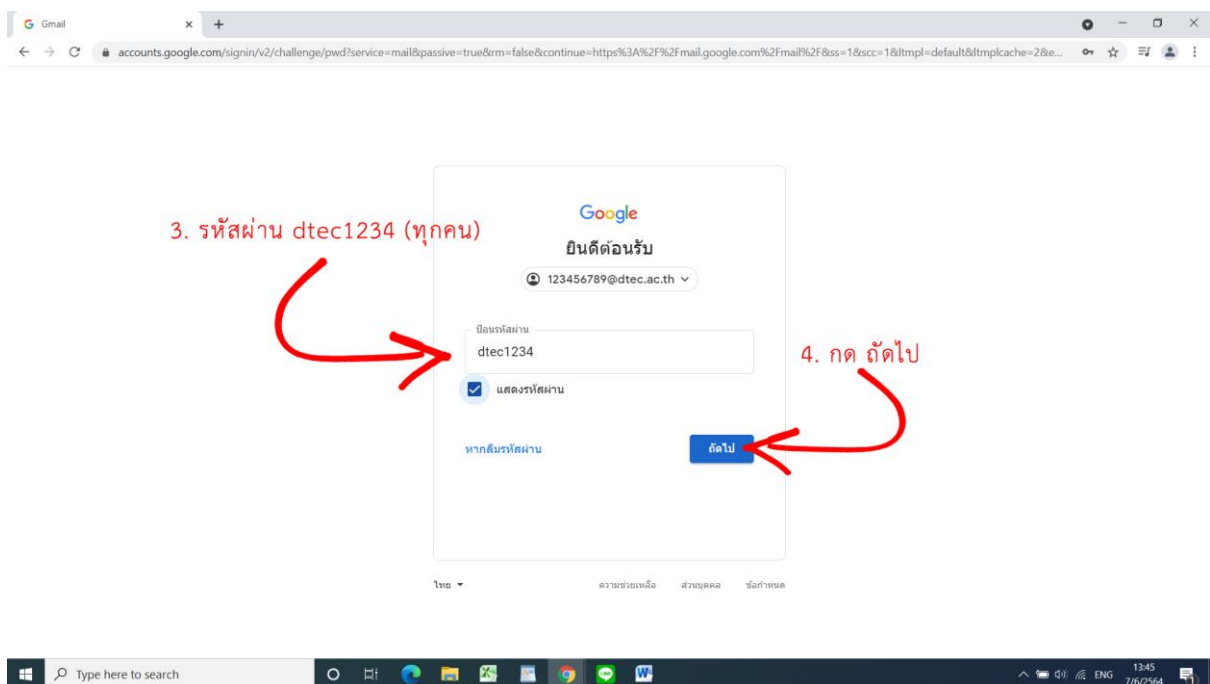 Gmail
accounts.google.com/signin/v2/challenge/pwd?service=mail&passive=true&rm=false&continue=https%3A%2F%2Fmail.google.com%2Fmail%2F&ss=1&scc=1&ltmpl=default&ltmplcache=2&e...
Google
3. รหัสผ่าน dtec1234 (ทุกคน)
ยินดีต้อนรับ
123456789@dtec.ac.th
ป้อนรหัสผ่าน
dtec1234
4. กด ถัดไป
แสดงรหัสผ่าน
หากลืมรหัสผ่าน
ถัดไป
ไทย
ความช่วยเหลือ ส่วนบุคคล ข้อกำหนด
Type here to search
ENG
13:45
7/6/2564